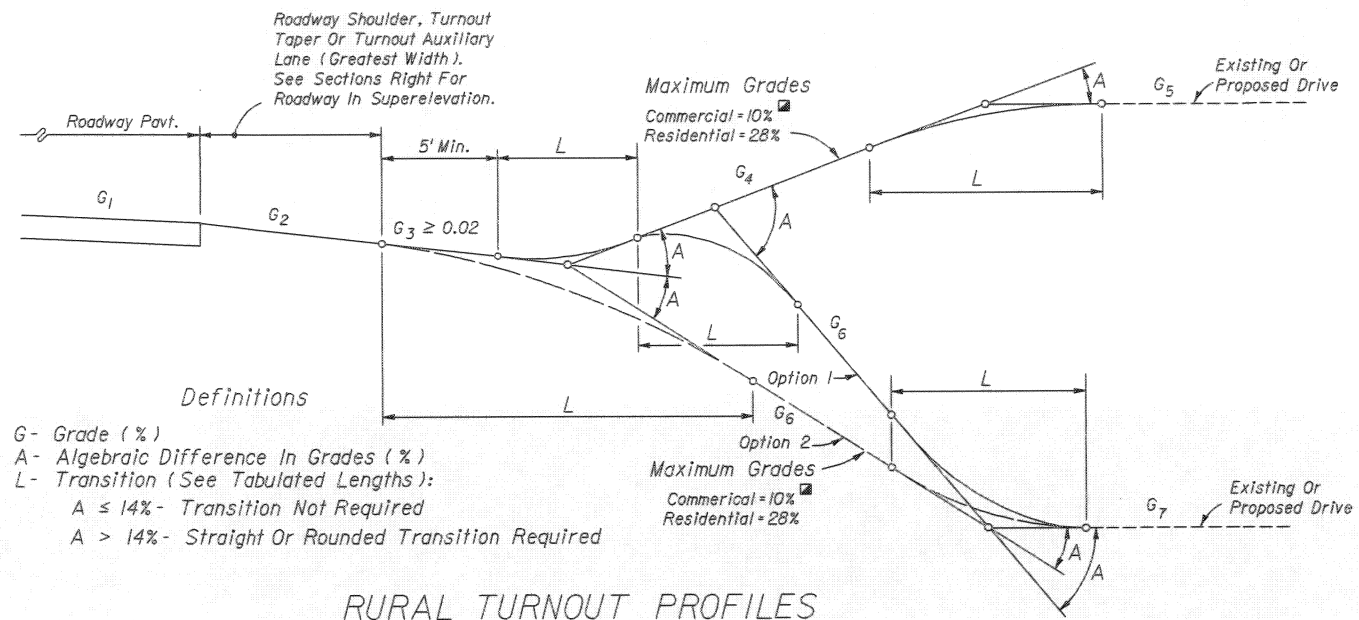 Roadway Shoulder, Turnout
Taper Or Turnout Auxiliary
Lane (Greatest Width).
See Sections Right For
Roadway In Superelevation.
Roadway Pavt.
5' Min.
L
Maximum Grades
Commercial = 10%
Residential = 28%
A
G5
Existing Or
Proposed Drive
G1
G2
G3 ≥ 0.02
G4
L
A
A
A
L
G6
Option 1
L
L
G6
Option 2
Maximum Grades
Commerical = 10%
Residential = 28%
G7
Existing Or
Proposed Drive
A
A
Definitions
G- Grade (%)
A- Algebraic Difference In Grades (%)
L- Transition (See Tabulated Lengths):
A ≤ 14% - Transition Not Required
A > 14% - Straight Or Rounded Transition Required
RURAL TURNOUT PROFILES